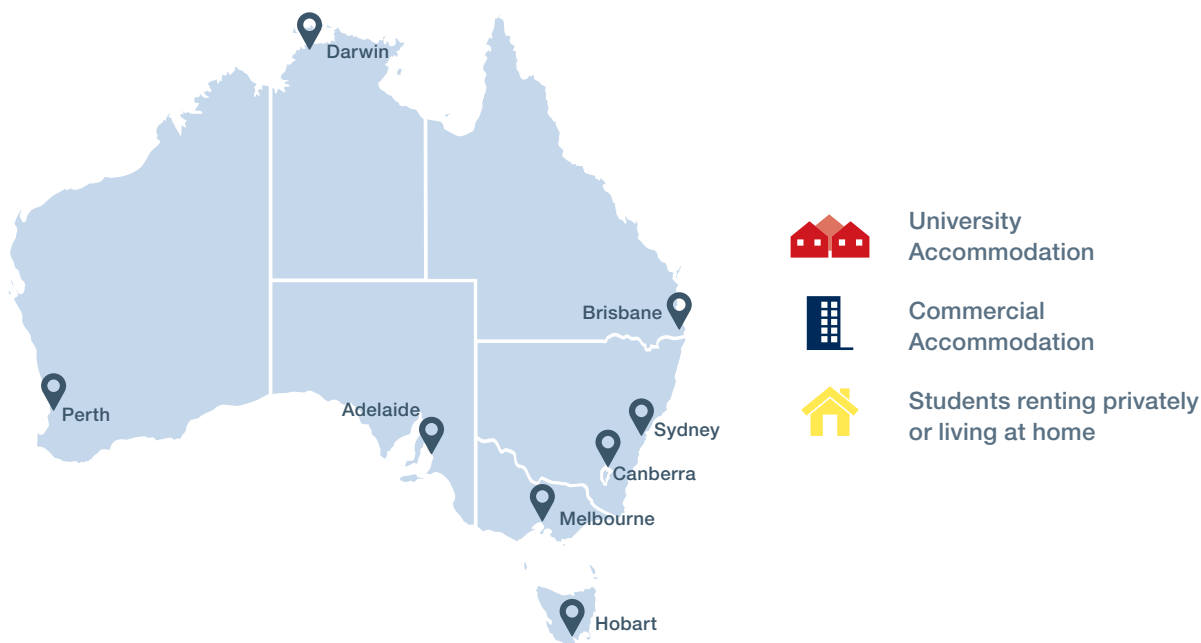 Darwin
Brisbane
Perth
Adelaide
Sydney
Canberra
Melbourne
Hobart
University
Accommodation
Commercial
Accommodation
Students renting privately
or living at home